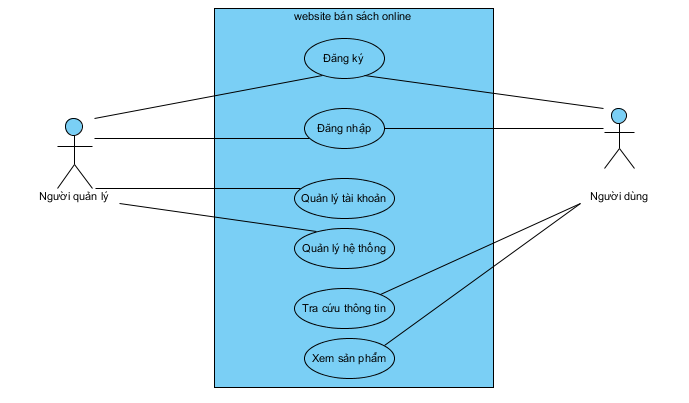 website bán sách online
Đăng ký
Đăng nhập
Người quản lý
Người dùng
Quản lý tài khoản
Quản lý hệ thống
Tra cứu thông tin
Xem sản phẩm